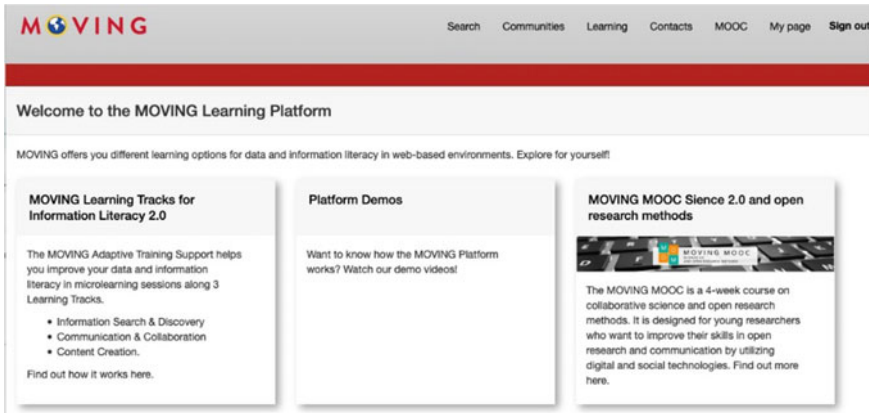 MOVING
Search Communities Learning Contacts MOOC My page Sign out
Welcome to the MOVING Learning Platform
MOVING offers you different learning options for data and information literacy in web-based environments. Explore for yourself!
MOVING Learning Tracks for
Information Literacy 2.0
The MOVING Adaptive Training Support helps
you improve your data and information
literacy in microlearning sessions along 3
Learning Tracks.
• Information Search & Discovery
• Communication & Collaboration
• Content Creation.
Find out how it works here.
Platform Demos
Want to know how the MOVING Platform
works? Watch our demo videos!
MOVING MOOC Sience 2.0 and open
research methods
MOVING MOOC
The MOVING MOOC is a 4-week course on
collaborative science and open research
methods. It is designed for young researchers
who want to improve their skills in open
research and communication by utilizing
digital and social technologies. Find out more
here.